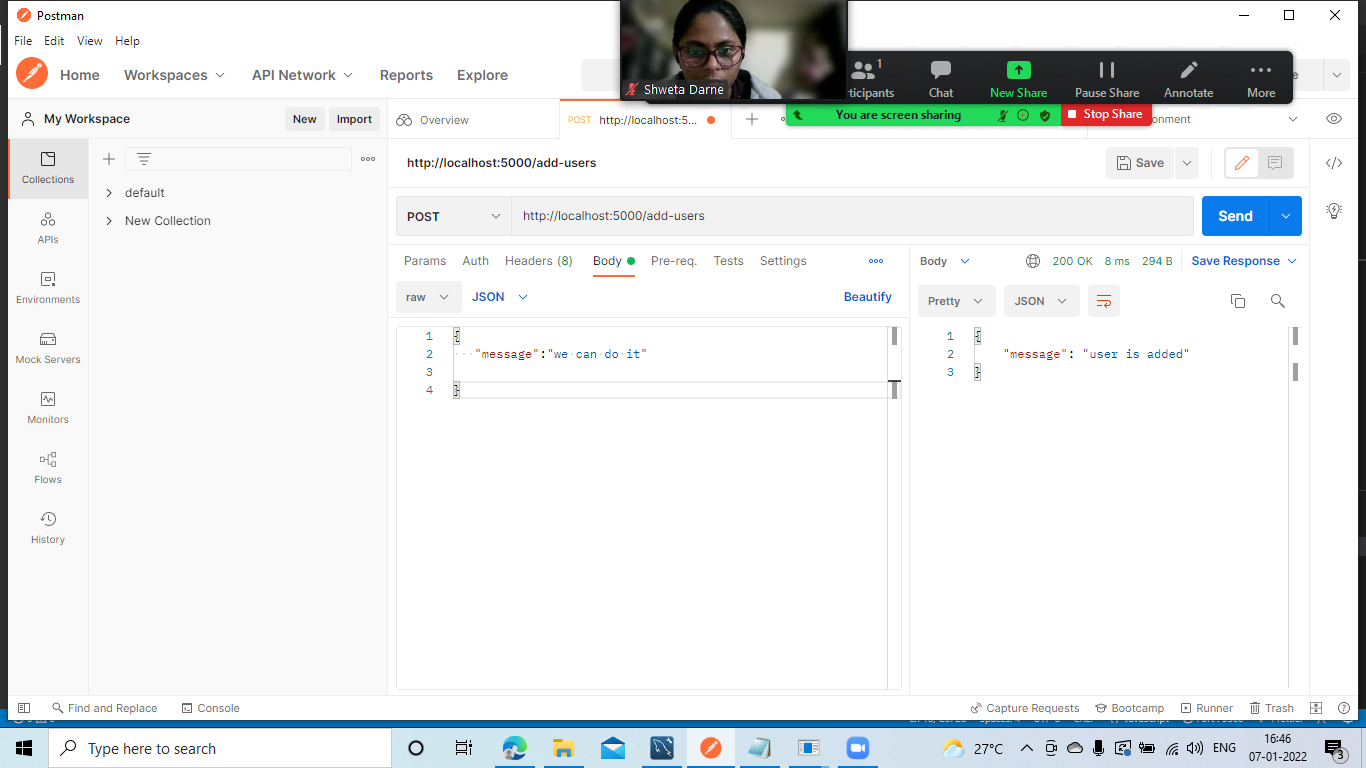 Postman
File Edit View Help
Home Workspaces API Network Reports Explore
Shweta Darne
1
Chat New Share Pause Share Annotate More
You are screen sharing Stop Share
My Workspace New Import
Overview POST http://localhost:5...
Collections
APIs
Environments
Mock Servers
Monitors
Flows
History
default
New Collection
http://localhost:5000/add-users Save
POST http://localhost:5000/add-users Send
Params Auth Headers (8) Body Pre-req. Tests Settings
raw JSON Beautify
1 {
2 "message":"we can do it"
3
4 }
Body 200 OK 8 ms 294 B Save Response
Pretty JSON
1 {
2 "message": "user is added"
3 }
Find and Replace Console Capture Requests Bootcamp Runner Trash
Type here to search 27°C ENG 16:46
07-01-2022 3